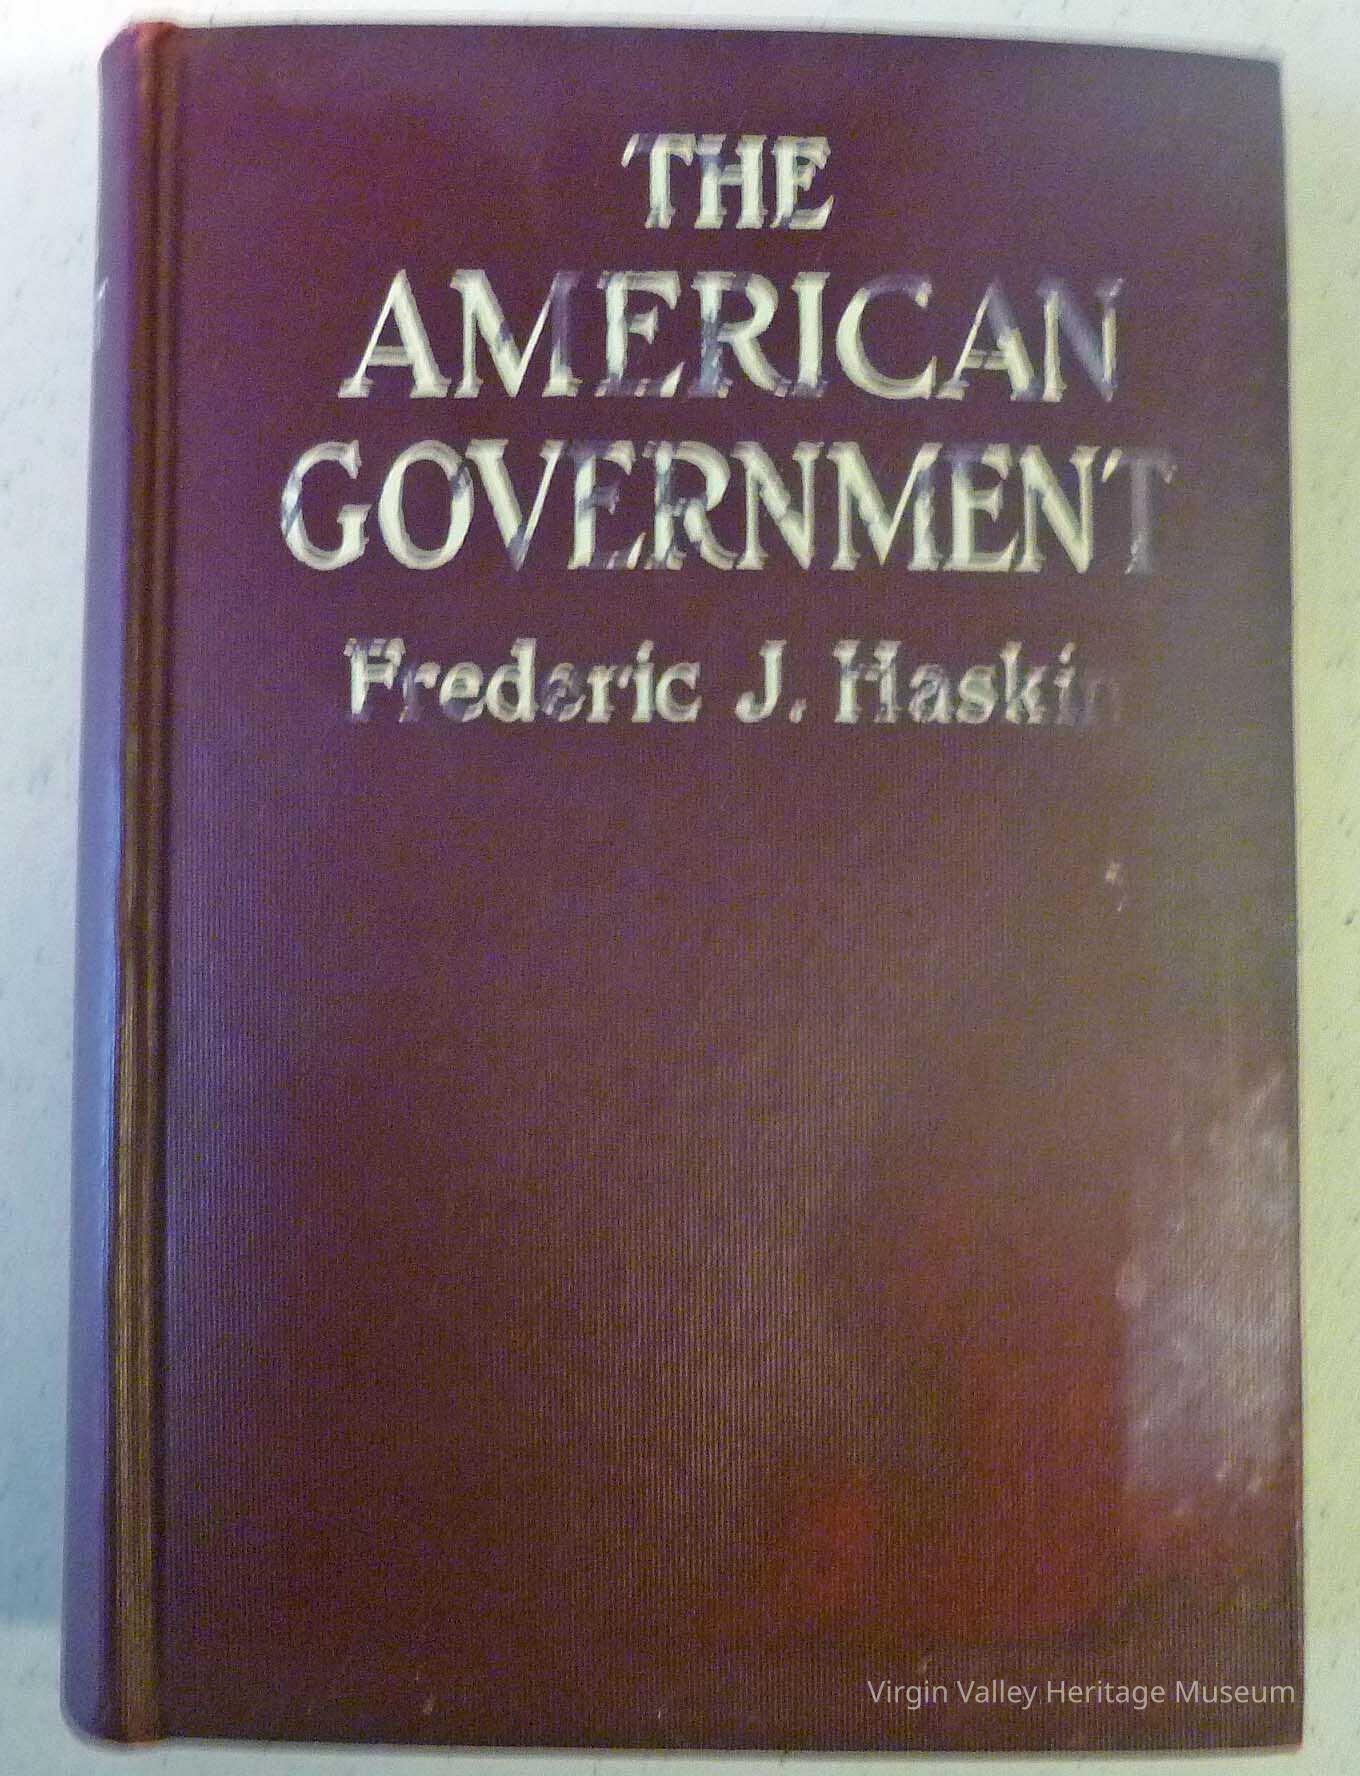 THE
AMERICAN
GOVERNMENT
Frederic J. Haskin
Virgin Valley Heritage Museum